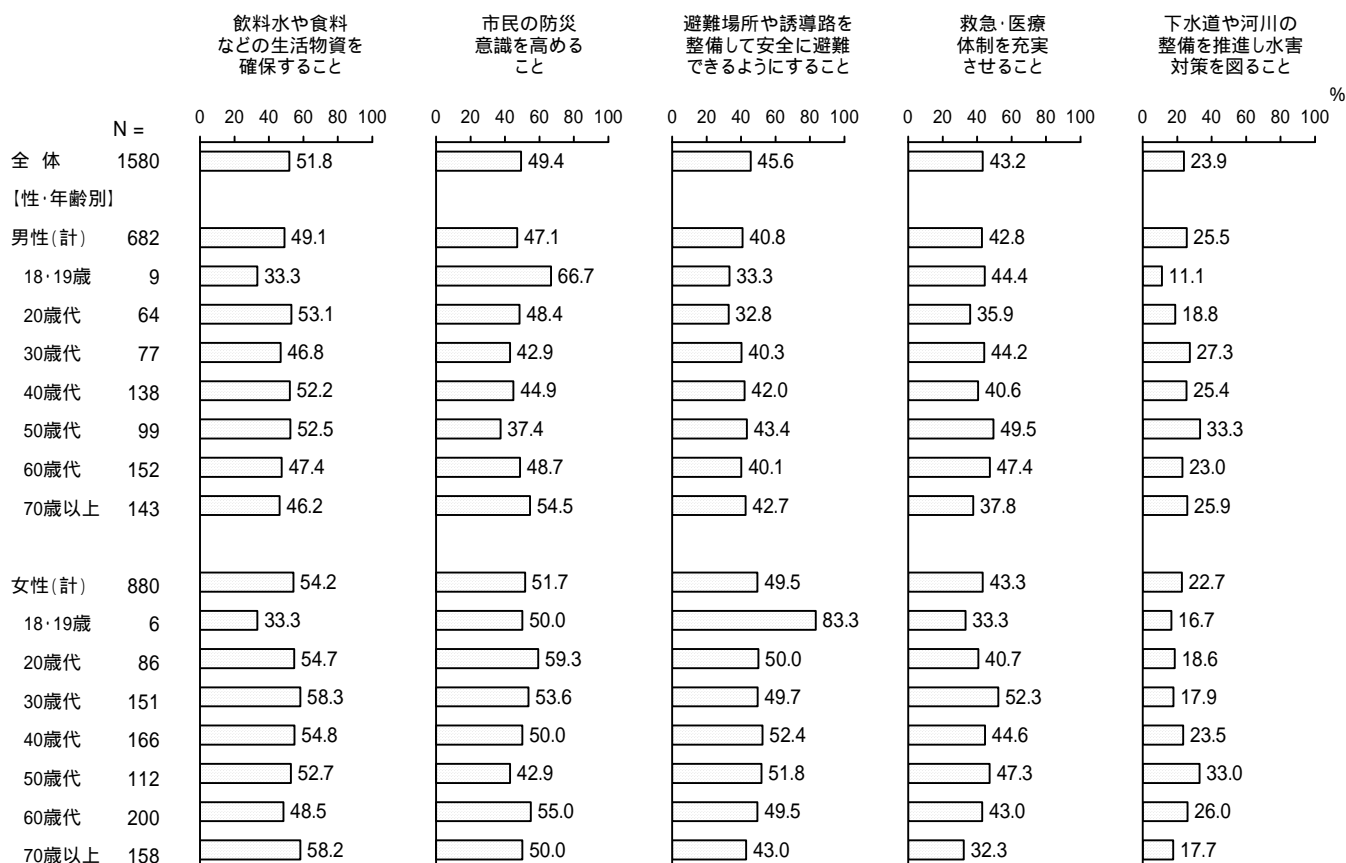 飲料水や食料
などの生活物資を
確保すること
市民の防災
意識を高める
こと
避難場所や誘導路を
整備して安全に避難
できるようにすること
救急・医療
体制を充実
させること
下水道や河川の
整備を推進し水害
対策を図ること
%
N = 0 20 40 60 80 100 0 20 40 60 80 100 0 20 40 60 80 100 0 20 40 60 80 100 0 20 40 60 80 100
全 体 1580 51.8 49.4 45.6 43.2 23.9
【性・年齢別】
男性(計) 682 49.1 47.1 40.8 42.8 25.5
18・19歳 9 33.3 66.7 33.3 44.4 11.1
20歳代 64 53.1 48.4 32.8 35.9 18.8
30歳代 77 46.8 42.9 40.3 44.2 27.3
40歳代 138 52.2 44.9 42.0 40.6 25.4
50歳代 99 52.5 37.4 43.4 49.5 33.3
60歳代 152 47.4 48.7 40.1 47.4 23.0
70歳以上 143 46.2 54.5 42.7 37.8 25.9
女性(計) 880 54.2 51.7 49.5 43.3 22.7
18・19歳 6 33.3 50.0 83.3 33.3 16.7
20歳代 86 54.7 59.3 50.0 40.7 18.6
30歳代 151 58.3 53.6 49.7 52.3 17.9
40歳代 166 54.8 50.0 52.4 44.6 23.5
50歳代 112 52.7 42.9 51.8 47.3 33.0
60歳代 200 48.5 55.0 49.5 43.0 26.0
70歳以上 158 58.2 50.0 43.0 32.3 17.7